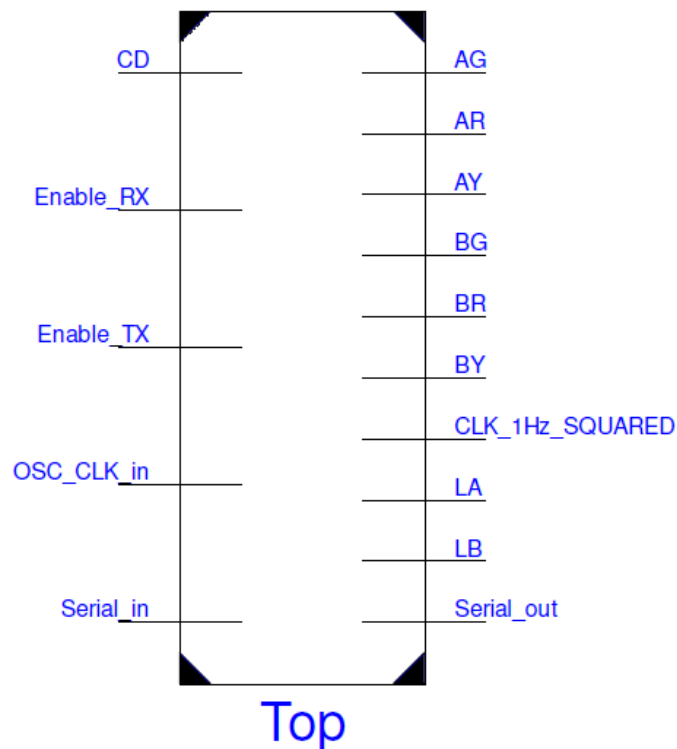 CD
Enable_RX
Enable_TX
OSC_CLK_in
Serial_in
AG
AR
AY
BG
BR
BY
CLK_1Hz_SQUARED
LA
LB
Serial_out
Top